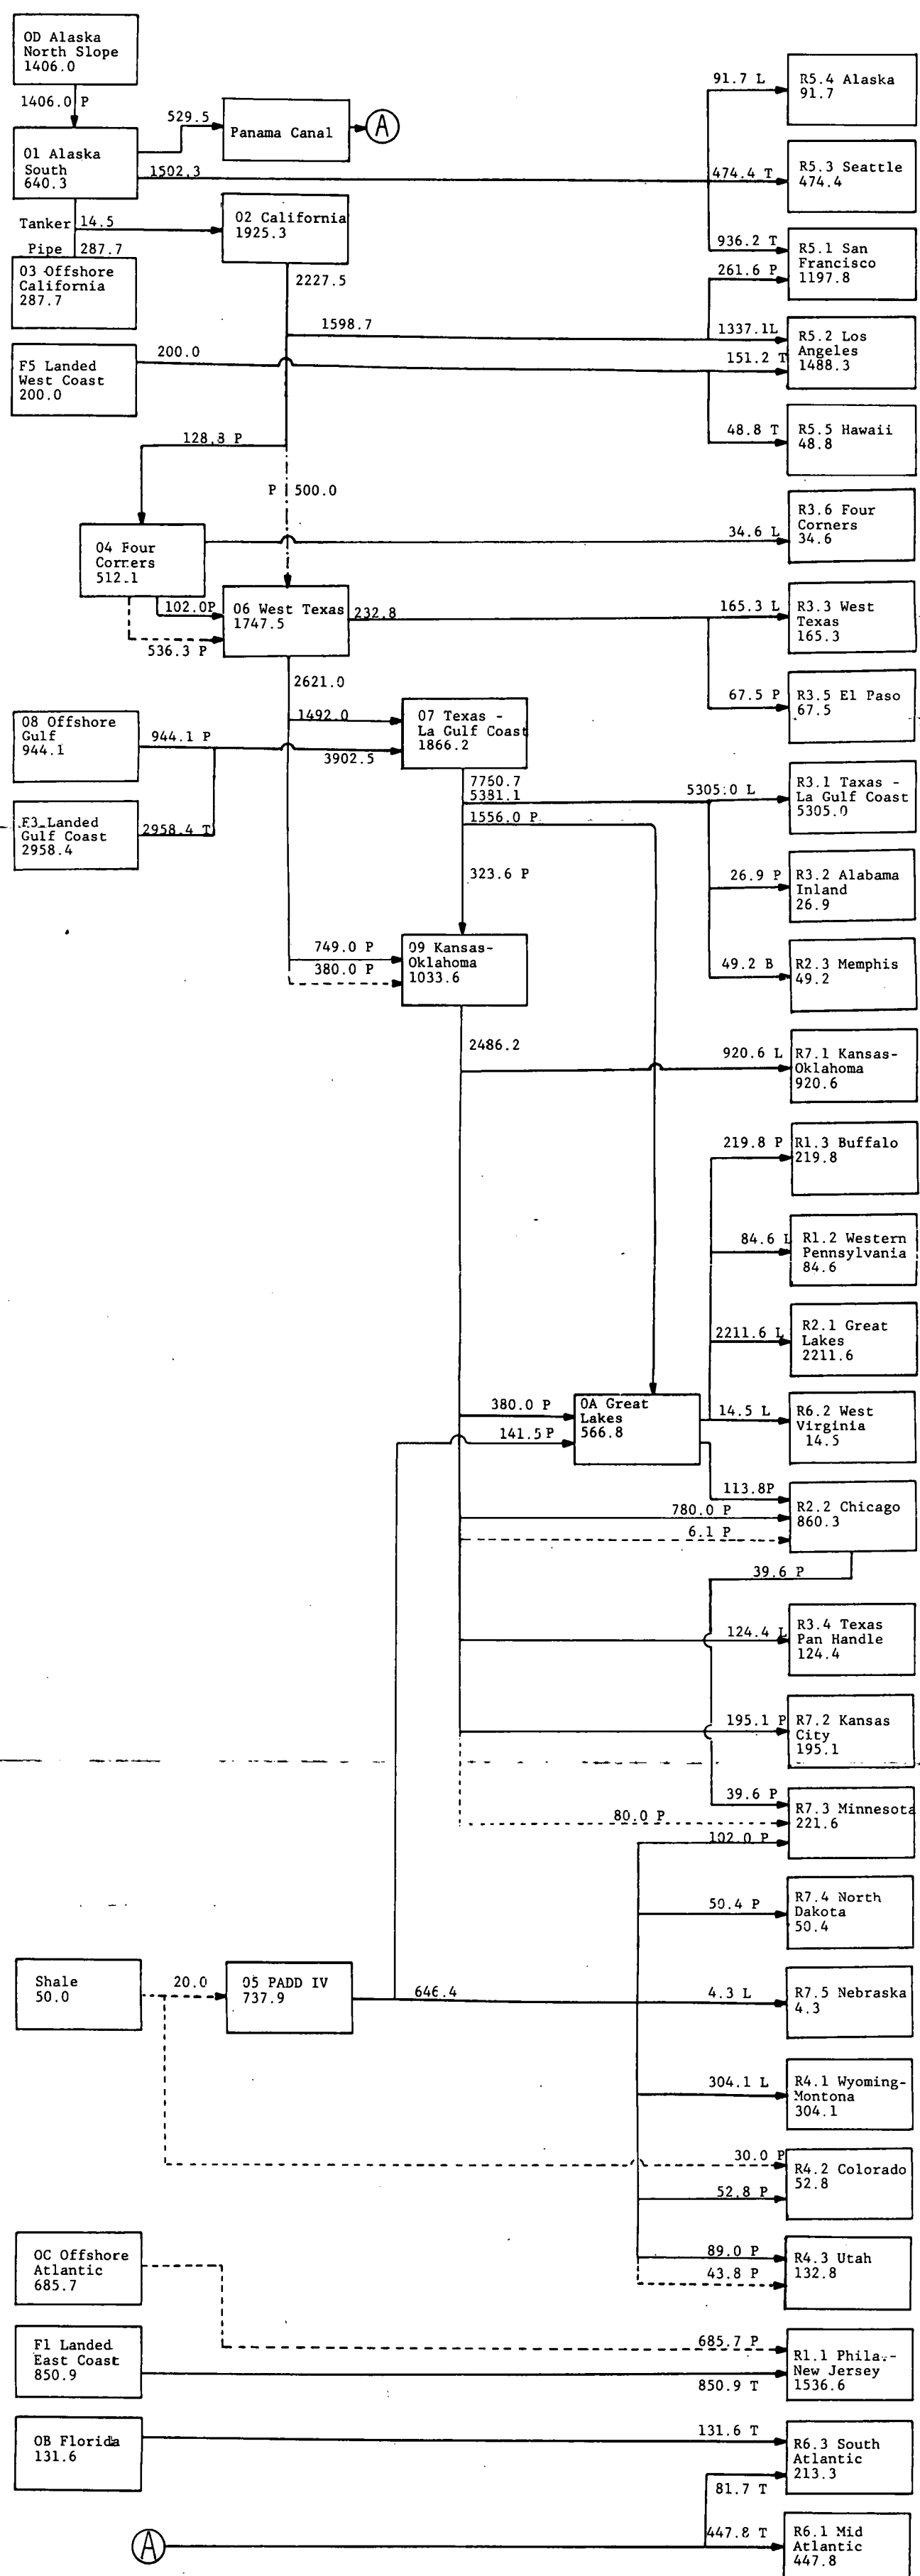 OD Alaska
North Slope
1406.0
1406.0 P
01 Alaska
South
640.3
529.5
Panama Canal
A
1502.3
91.7 L
R5.4 Alaska
91.7
474.4 T
R5.3 Seattle
474.4
Tanker 14.5
Pipe 287.7
02 California
1925.3
03 Offshore
California
287.7
936.2 T
R5.1 San
Francisco
1197.8
261.6 P
2227.5
1598.7
1337.1L
R5.2 Los
Angeles
1488.3
151.2 T
F5 Landed
West Coast
200.0
200.0
48.8 T
R5.5 Hawaii
48.8
128.8 P
P 500.0
04 Four
Corners
512.1
34.6 L
R3.6 Four
Corners
34.6
102.0P
536.3 P
06 West Texas
1747.5
232.8
165.3 L
R3.3 West
Texas
165.3
67.5 P
R3.5 El Paso
67.5
2621.0
1492.0
07 Texas -
La Gulf Coast
1866.2
08 Offshore
Gulf
944.1
944.1 P
3902.5
F3 Landed
Gulf Coast
2958.4
2958.4 T
7760.7
5381.1
5305.0 L
R3.1 Taxas -
La Gulf Coast
5305.0
1556.0 P
323.6 P
26.9 P
R3.2 Alabama
Inland
26.9
749.0 P
380.0 P
09 Kansas-
Oklahoma
1033.6
49.2 B
R2.3 Memphis
49.2
2486.2
920.6 L
R7.1 Kansas-
Oklahoma
920.6
219.8 P
R1.3 Buffalo
219.8
84.6 L
R1.2 Western
Pennsylvania
84.6
2211.6 L
R2.1 Great
Lakes
2211.6
380.0 P
141.5 P
0A Great
Lakes
566.8
14.5 L
R6.2 West
Virginia
14.5
113.8P
780.0 P
6.1 P
R2.2 Chicago
860.3
39.6 P
124.4 L
R3.4 Texas
Pan Handle
124.4
195.1 P
R7.2 Kansas
City
195.1
39.6 P
80.0 P
102.0 P
R7.3 Minnesota
221.6
50.4 P
R7.4 North
Dakota
50.4
Shale
50.0
20.0
05 PADD IV
737.9
646.4
4.3 L
R7.5 Nebraska
4.3
304.1 L
R4.1 Wyoming-
Montona
304.1
30.0 P
52.8 P
R4.2 Colorado
52.8
89.0 P
43.8 P
R4.3 Utah
132.8
OC Offshore
Atlantic
685.7
685.7 P
F1 Landed
East Coast
850.9
850.9 T
R1.1 Phila.-
New Jersey
1536.6
OB Florida
131.6
131.6 T
R6.3 South
Atlantic
213.3
81.7 T
A
447.8 T
R6.1 Mid
Atlantic
447.8